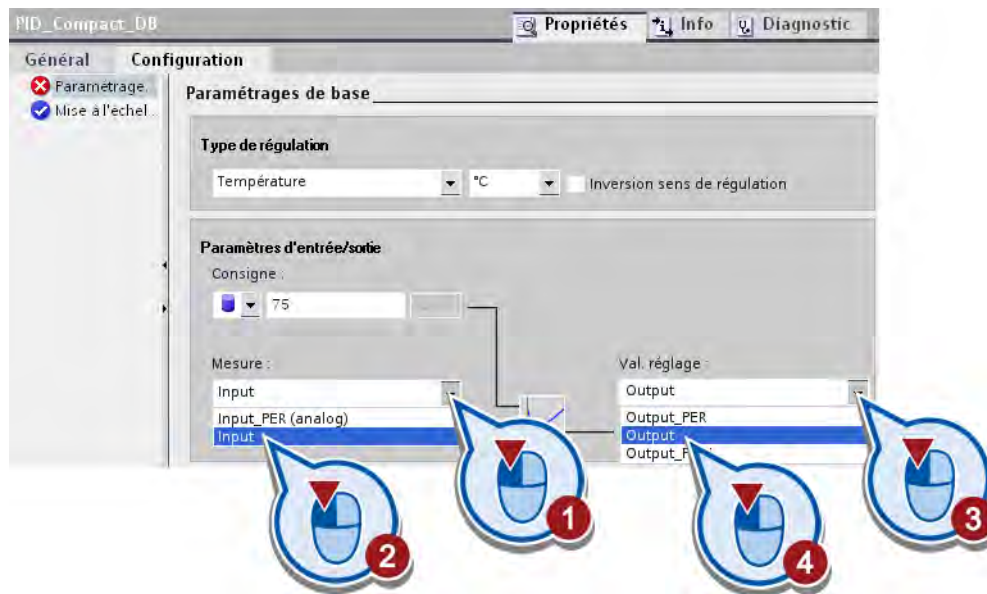 PID_Compact_DB
Propriétés
Info
Diagnostic
Général
Configuration
Paramétrage.
Mise à l'échel.
Paramétrages de base
Type de régulation
Température
°C
Inversion sens de régulation
Paramètres d'entrée/sortie
Consigne :
75
Mesure :
Val. réglage :
Input
Output
Input_PER (analog)
Output_PER
Input
Output
1
2
3
4